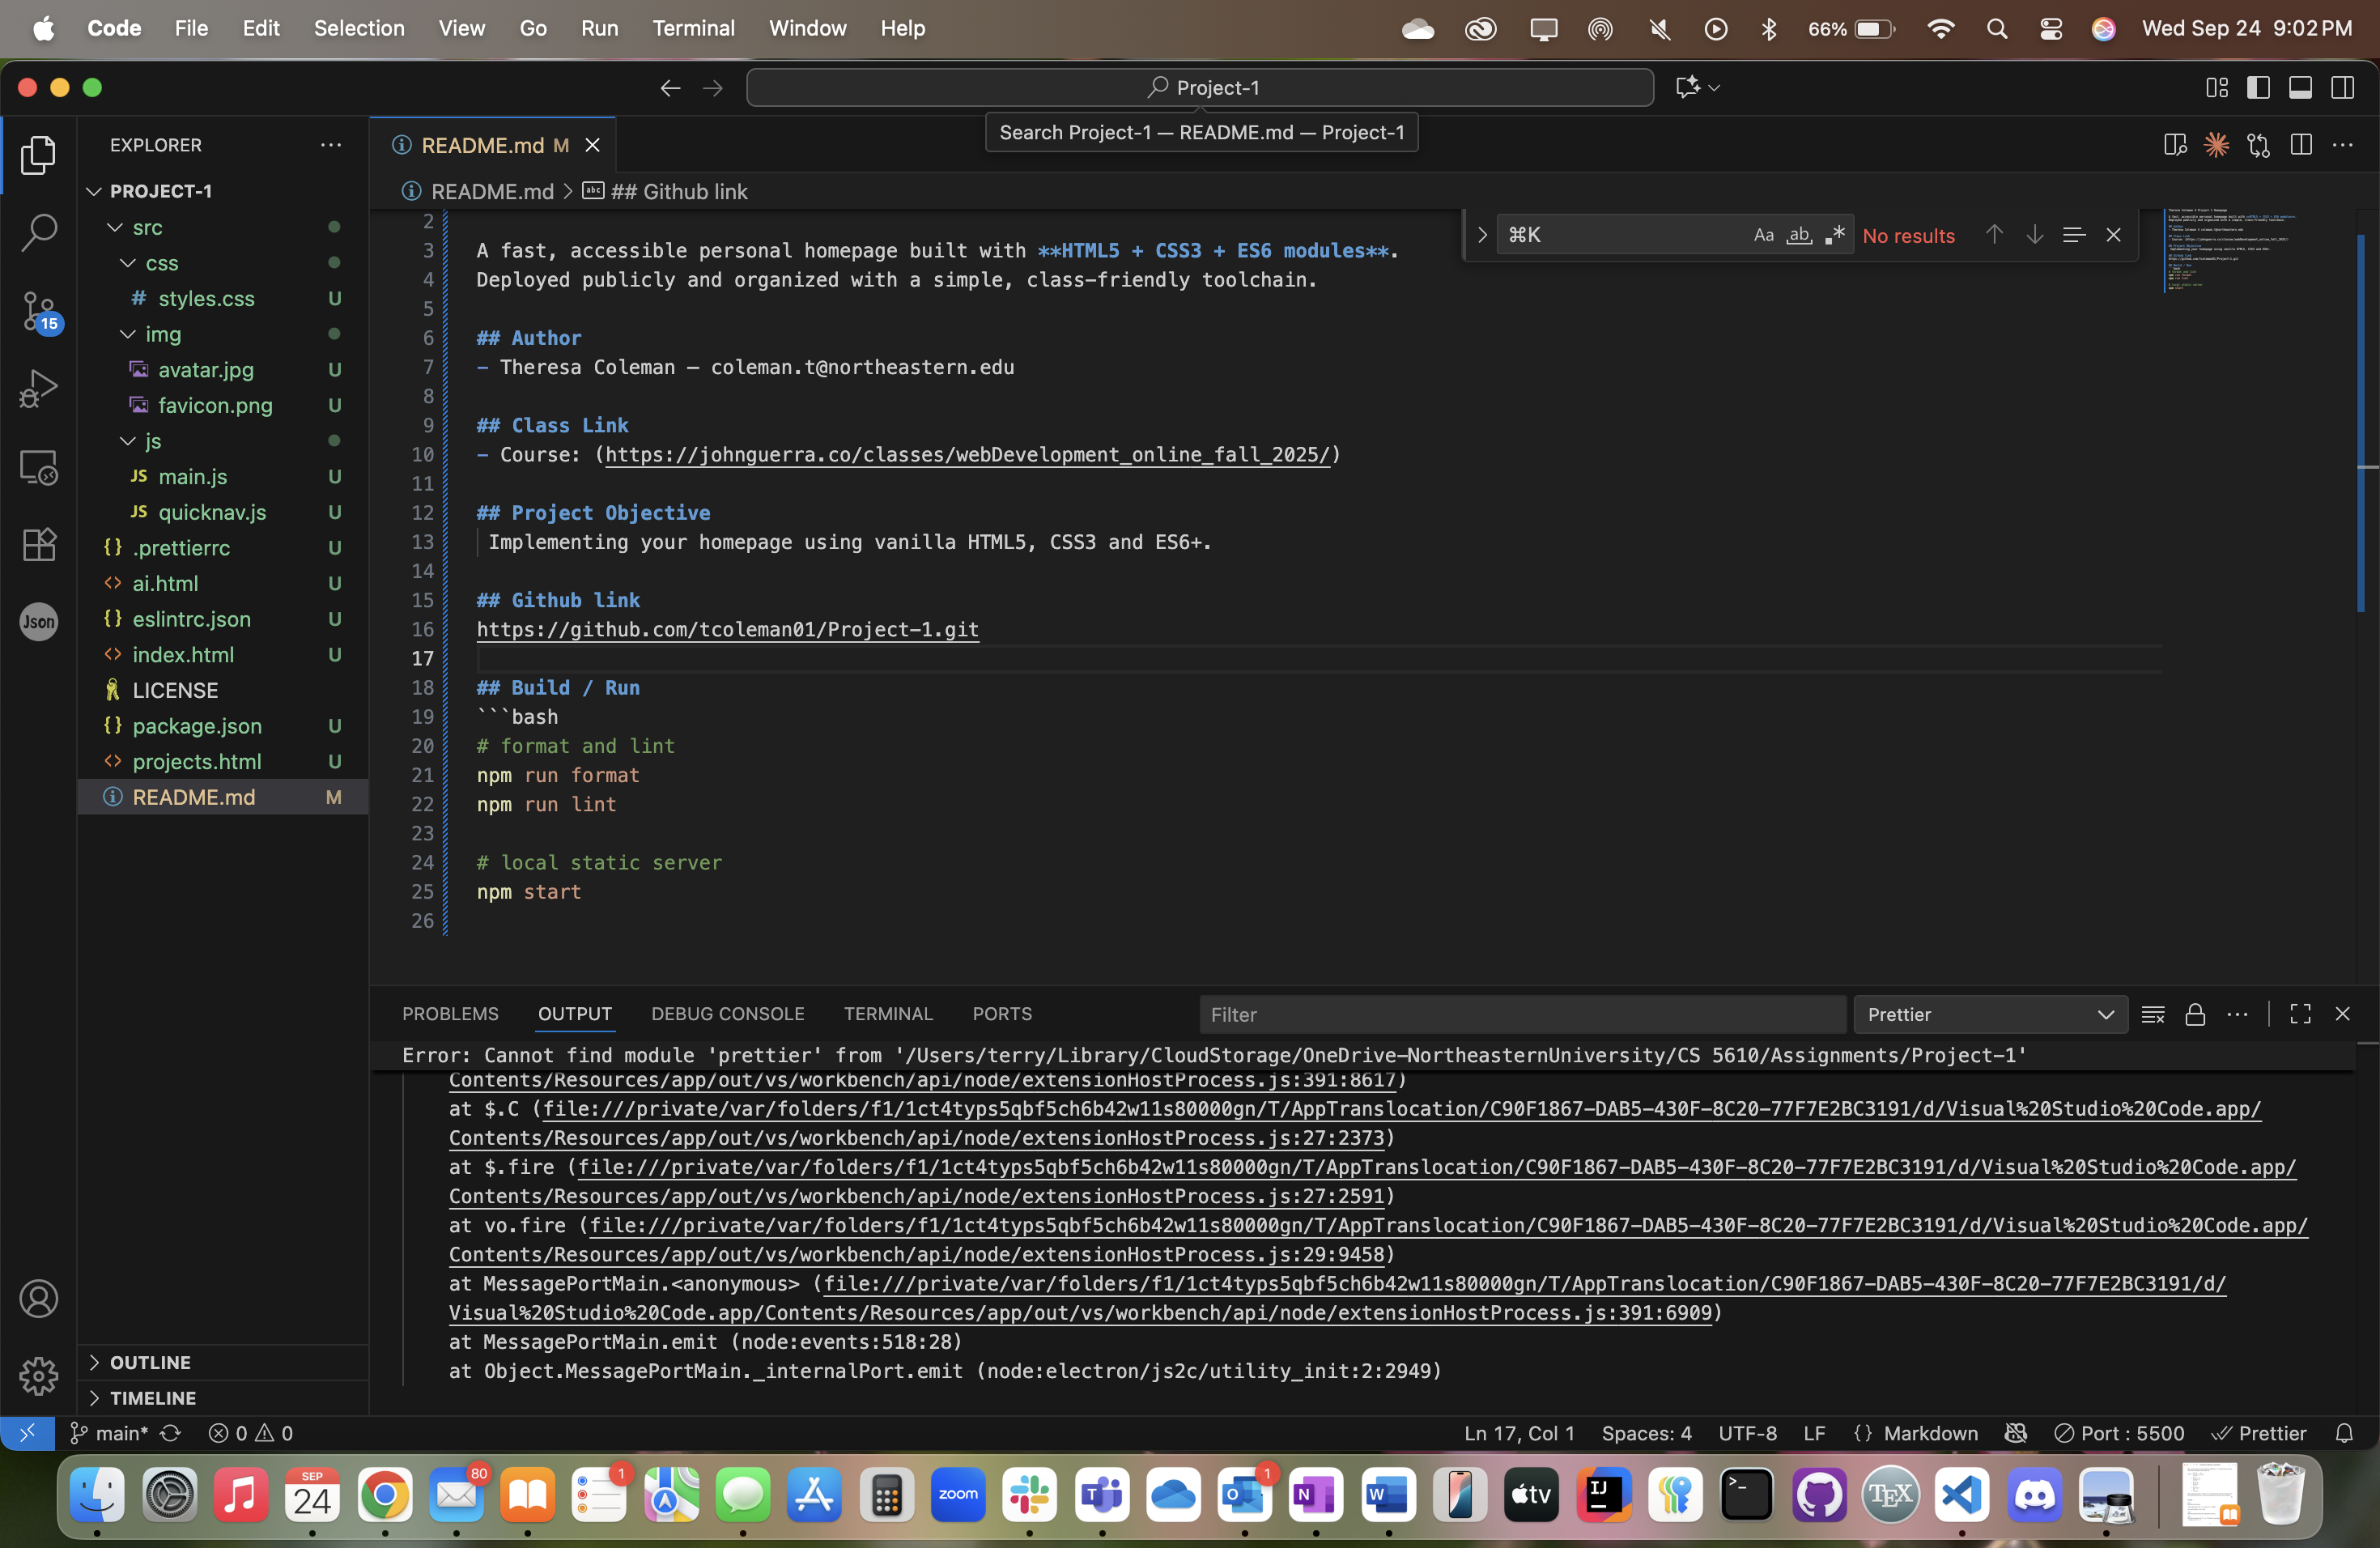 Code File Edit Selection View Go Run Terminal Window Help 66% Wed Sep 24 9:02 PM
Project-1
Search Project-1 — README.md — Project-1
EXPLORER
PROJECT-1
src
css
# styles.css U
img
avatar.jpg U
favicon.png U
js
JS main.js U
JS quicknav.js U
{} .prettierrc U
<> ai.html U
{} eslintrc.json U
<> index.html U
LICENSE
{} package.json U
<> projects.html U
README.md M
OUTLINE
TIMELINE
15
Json
README.md M
README.md > abc ## Github link
⌘K Aa ab .* No results
2
3 A fast, accessible personal homepage built with **HTML5 + CSS3 + ES6 modules**.
4 Deployed publicly and organized with a simple, class-friendly toolchain.
5
6 ## Author
7 - Theresa Coleman — coleman.t@northeastern.edu
8
9 ## Class Link
10 - Course: (https://johnguerra.co/classes/webDevelopment_online_fall_2025/)
11
12 ## Project Objective
13 Implementing your homepage using vanilla HTML5, CSS3 and ES6+.
14
15 ## Github link
16 https://github.com/tcoleman01/Project-1.git
17
18 ## Build / Run
19 ```bash
20 # format and lint
21 npm run format
22 npm run lint
23
24 # local static server
25 npm start
26
PROBLEMS OUTPUT DEBUG CONSOLE TERMINAL PORTS Filter Prettier
Error: Cannot find module 'prettier' from '/Users/terry/Library/CloudStorage/OneDrive-NortheasternUniversity/CS 5610/Assignments/Project-1'
Contents/Resources/app/out/vs/workbench/api/node/extensionHostProcess.js:391:8617)
at $.C (file:///private/var/folders/f1/1ct4typs5qbf5ch6b42w11s80000gn/T/AppTranslocation/C90F1867-DAB5-430F-8C20-77F7E2BC3191/d/Visual%20Studio%20Code.app/
Contents/Resources/app/out/vs/workbench/api/node/extensionHostProcess.js:27:2373)
at $.fire (file:///private/var/folders/f1/1ct4typs5qbf5ch6b42w11s80000gn/T/AppTranslocation/C90F1867-DAB5-430F-8C20-77F7E2BC3191/d/Visual%20Studio%20Code.app/
Contents/Resources/app/out/vs/workbench/api/node/extensionHostProcess.js:27:2591)
at vo.fire (file:///private/var/folders/f1/1ct4typs5qbf5ch6b42w11s80000gn/T/AppTranslocation/C90F1867-DAB5-430F-8C20-77F7E2BC3191/d/Visual%20Studio%20Code.app/
Contents/Resources/app/out/vs/workbench/api/node/extensionHostProcess.js:29:9458)
at MessagePortMain.<anonymous> (file:///private/var/folders/f1/1ct4typs5qbf5ch6b42w11s80000gn/T/AppTranslocation/C90F1867-DAB5-430F-8C20-77F7E2BC3191/d/
Visual%20Studio%20Code.app/Contents/Resources/app/out/vs/workbench/api/node/extensionHostProcess.js:391:6909)
at MessagePortMain.emit (node:events:518:28)
at Object.MessagePortMain._internalPort.emit (node:electron/js2c/utility_init:2:2949)
main* 0 0 Ln 17, Col 1 Spaces: 4 UTF-8 LF {} Markdown Port : 5500 Prettier
SEP 24 80 1 zoom 1 tv IJ >_ TEX